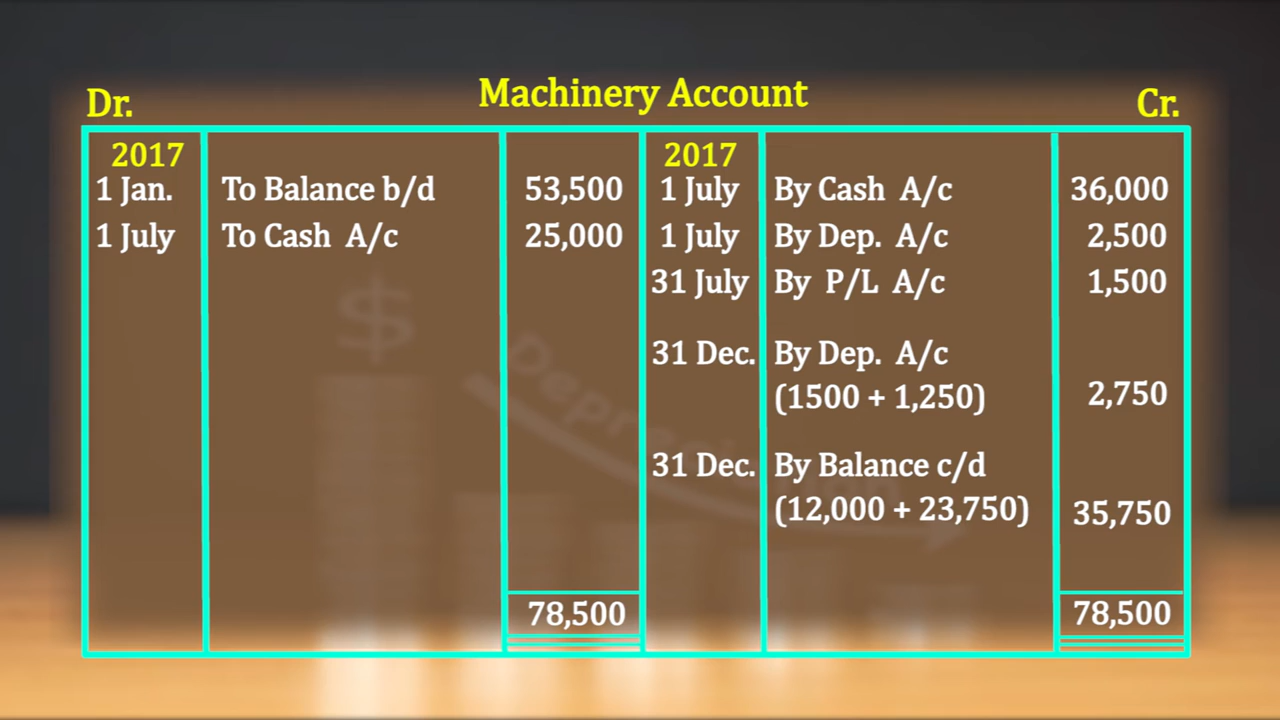 Machinery Account
Dr. Cr.
2017 2017
1 Jan. To Balance b/d 53,500 1 July By Cash A/c 36,000
1 July To Cash A/c 25,000 1 July By Dep. A/c 2,500
31 July By P/L A/c 1,500
$
Depreciation
31 Dec. By Dep. A/c
(1500 + 1,250) 2,750
31 Dec. By Balance c/d
(12,000 + 23,750) 35,750
78,500 78,500